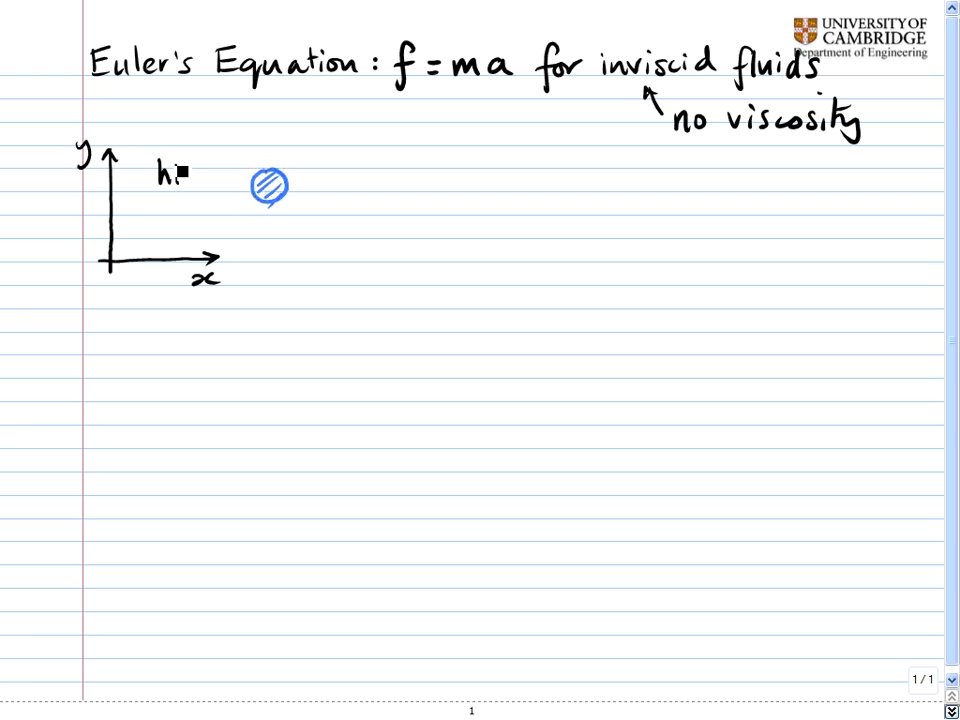 UNIVERSITY OF
CAMBRIDGE
Department of Engineering
Euler's Equation : f = ma for inviscid fluids
no viscosity
y
x
1 / 1
1